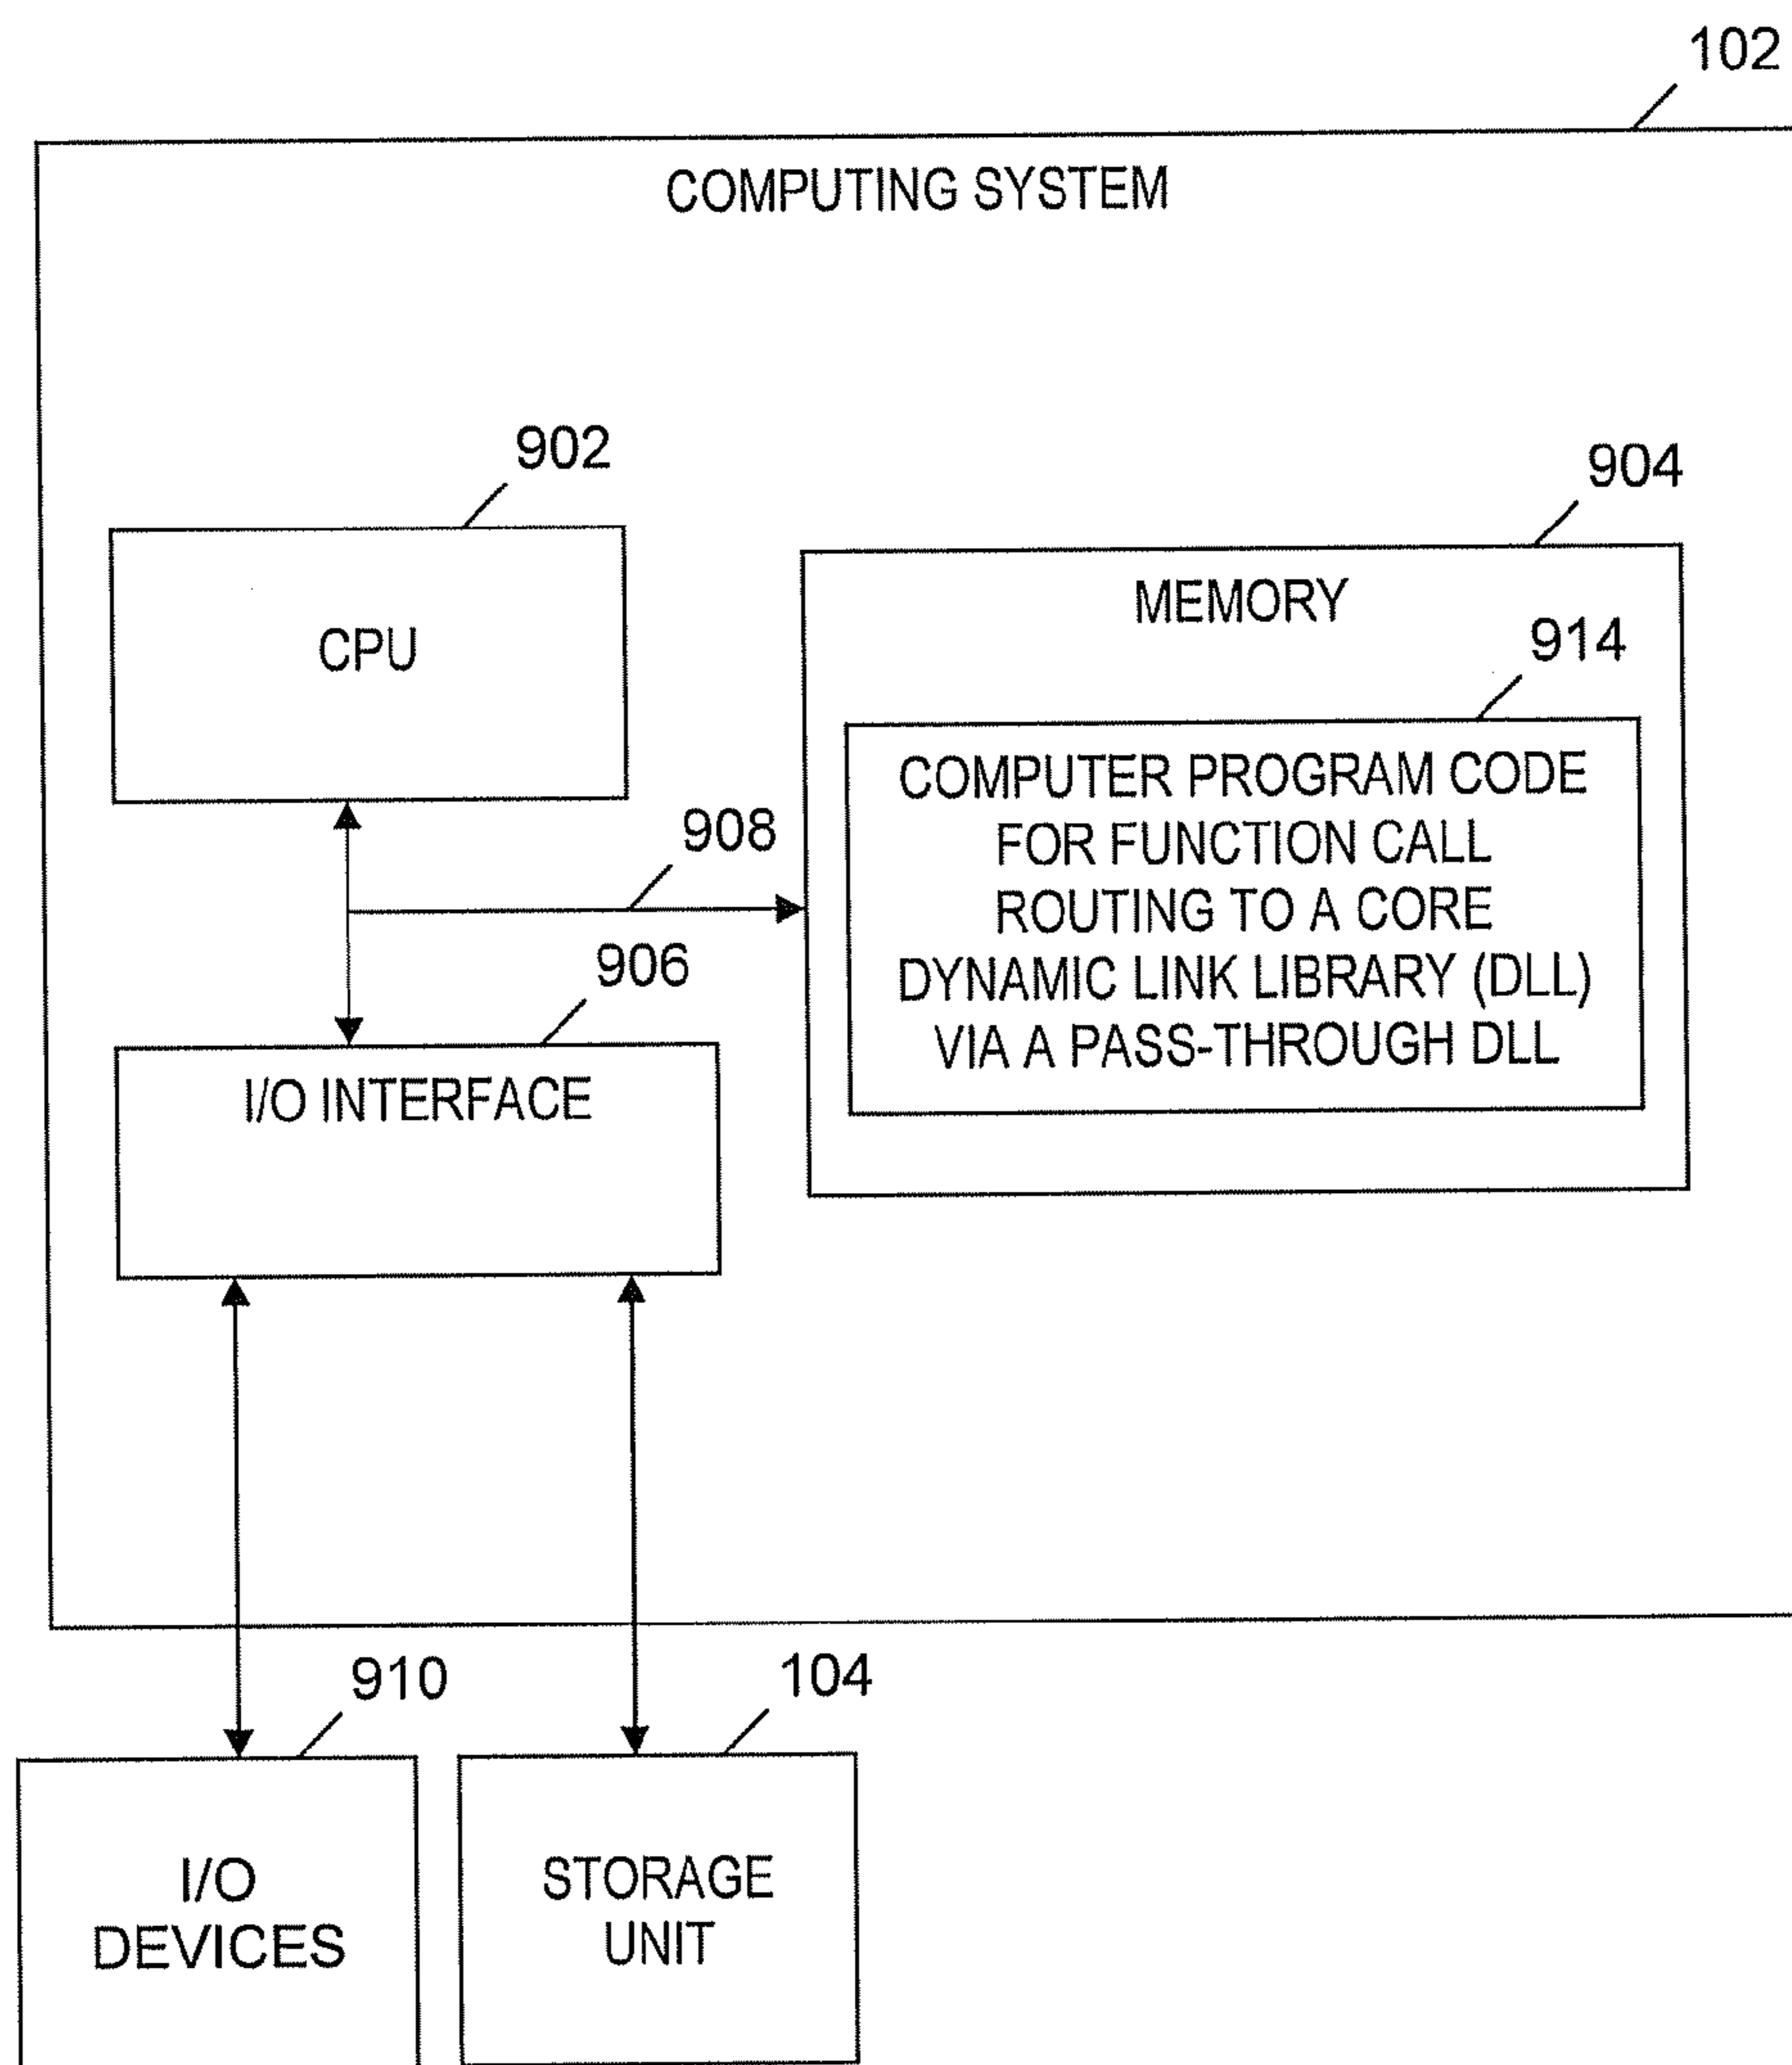 102
COMPUTING SYSTEM
902
904
CPU
MEMORY
914
COMPUTER PROGRAM CODE
FOR FUNCTION CALL
ROUTING TO A CORE
DYNAMIC LINK LIBRARY (DLL)
VIA A PASS-THROUGH DLL
908
906
I/O INTERFACE
910
104
I/O
DEVICES
STORAGE
UNIT